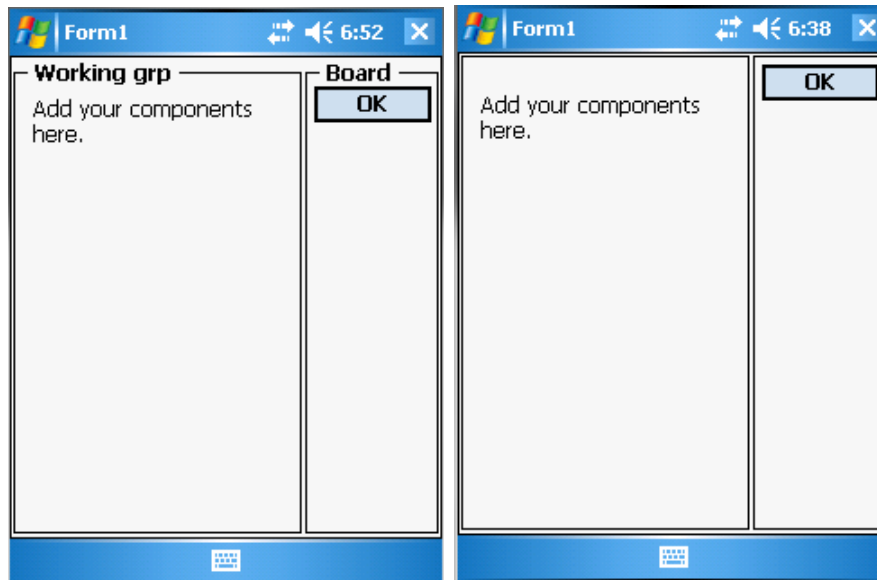 Form1 6:52
Working grp Board
Add your components
here.
OK
Form1 6:38
Add your components
here.
OK